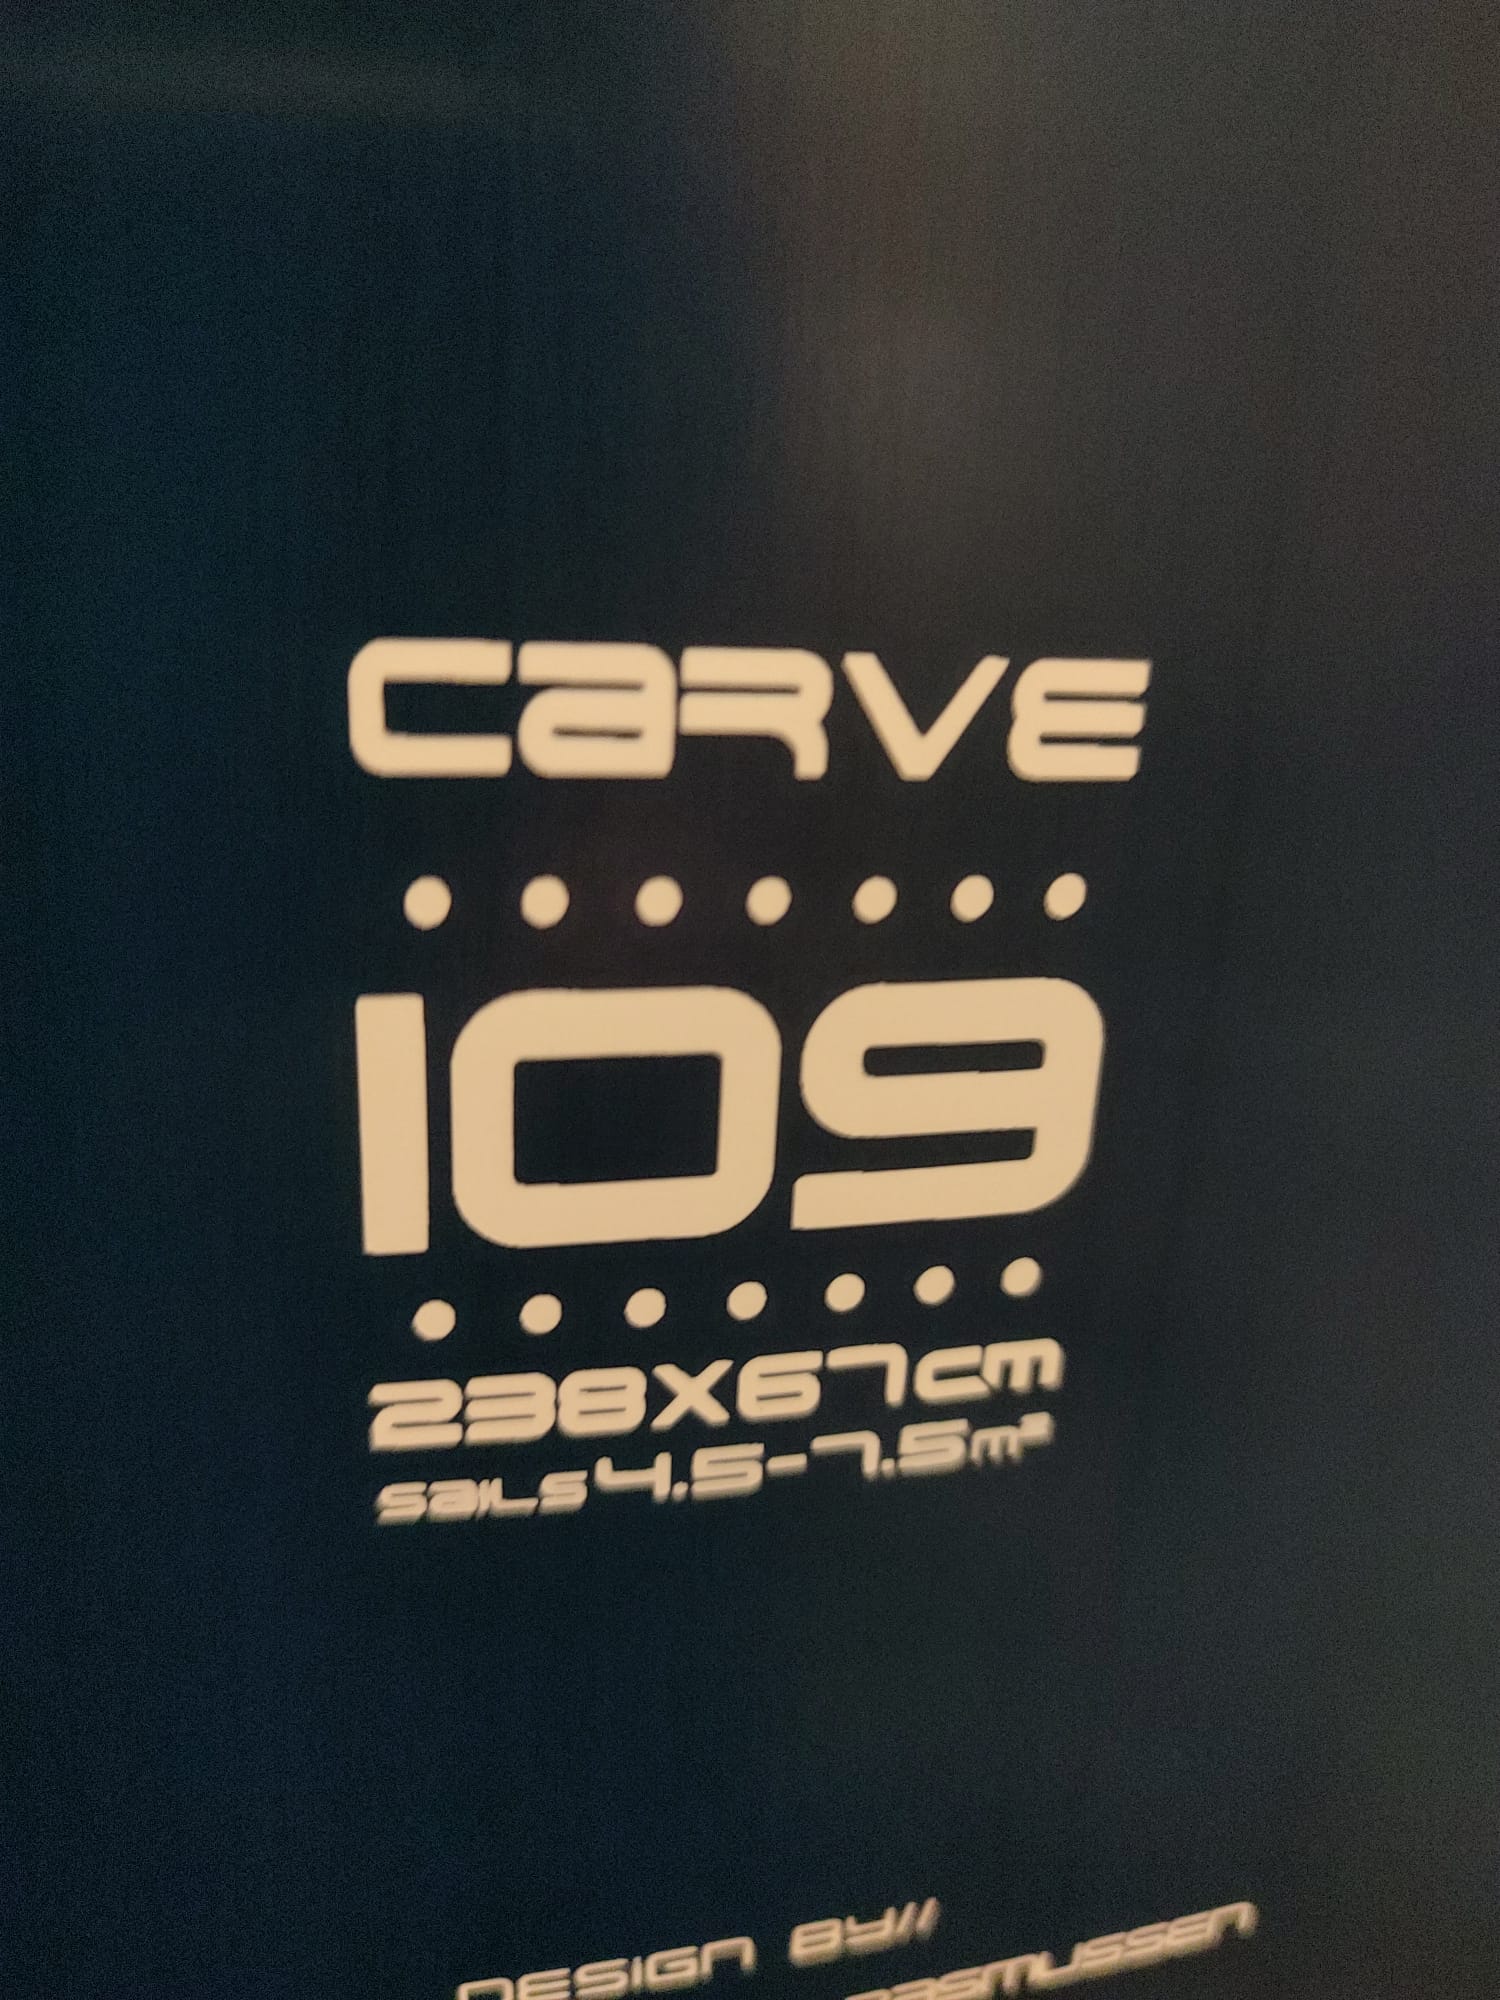 CARVE
109
238X67cm
sails 4.5-7.5m²
DESIGN BY//